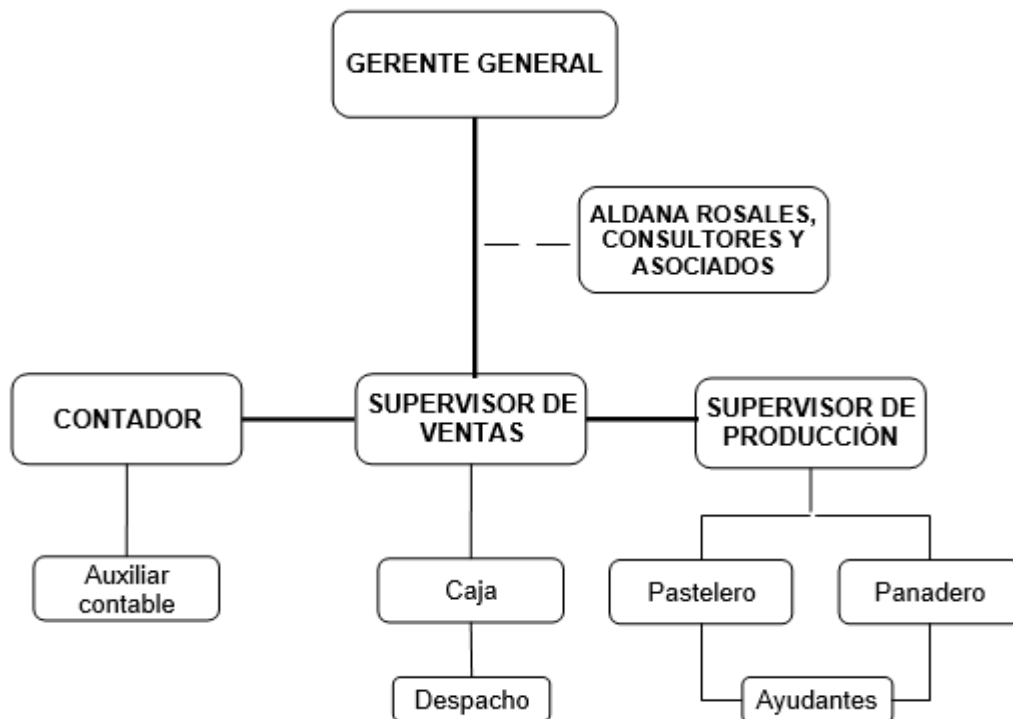 GERENTE GENERAL
ALDANA ROSALES,
CONSULTORES Y
ASOCIADOS
CONTADOR
SUPERVISOR DE
VENTAS
SUPERVISOR DE
PRODUCCIÓN
Auxiliar
contable
Caja
Pastelero
Panadero
Despacho
Ayudantes